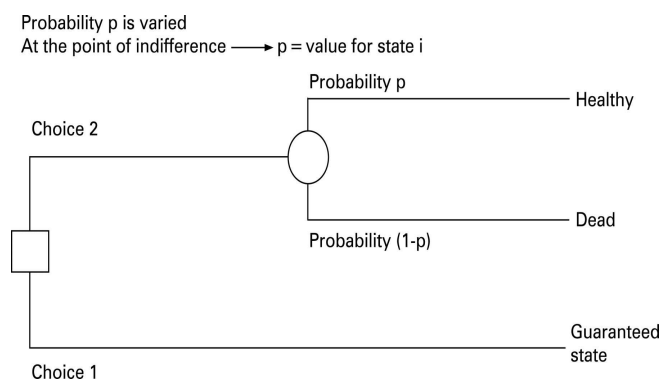 Probability p is varied
At the point of indifference → p = value for state i
Probability p
Healthy
Choice 2
Dead
Probability (1-p)
Guaranteed
state
Choice 1